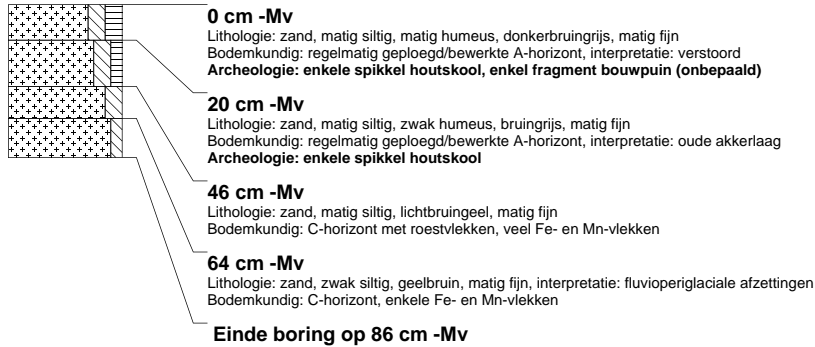 0 cm -Mv
Lithologie: zand, matig siltig, matig humeus, donkerbruingrijs, matig fijn
Bodemkundig: regelmatig geploegd/bewerkte A-horizont, interpretatie: verstoord
Archeologie: enkele spikkel houtskool, enkel fragment bouwpuin (onbepaald)
20 cm -Mv
Lithologie: zand, matig siltig, zwak humeus, bruingrijs, matig fijn
Bodemkundig: regelmatig geploegd/bewerkte A-horizont, interpretatie: oude akkerlaag
Archeologie: enkele spikkel houtskool
46 cm -Mv
Lithologie: zand, matig siltig, lichtbruingeel, matig fijn
Bodemkundig: C-horizont met roestvlekken, veel Fe- en Mn-vlekken
64 cm -Mv
Lithologie: zand, zwak siltig, geelbruin, matig fijn, interpretatie: fluvioperiglaciale afzettingen
Bodemkundig: C-horizont, enkele Fe- en Mn-vlekken
Einde boring op 86 cm -Mv